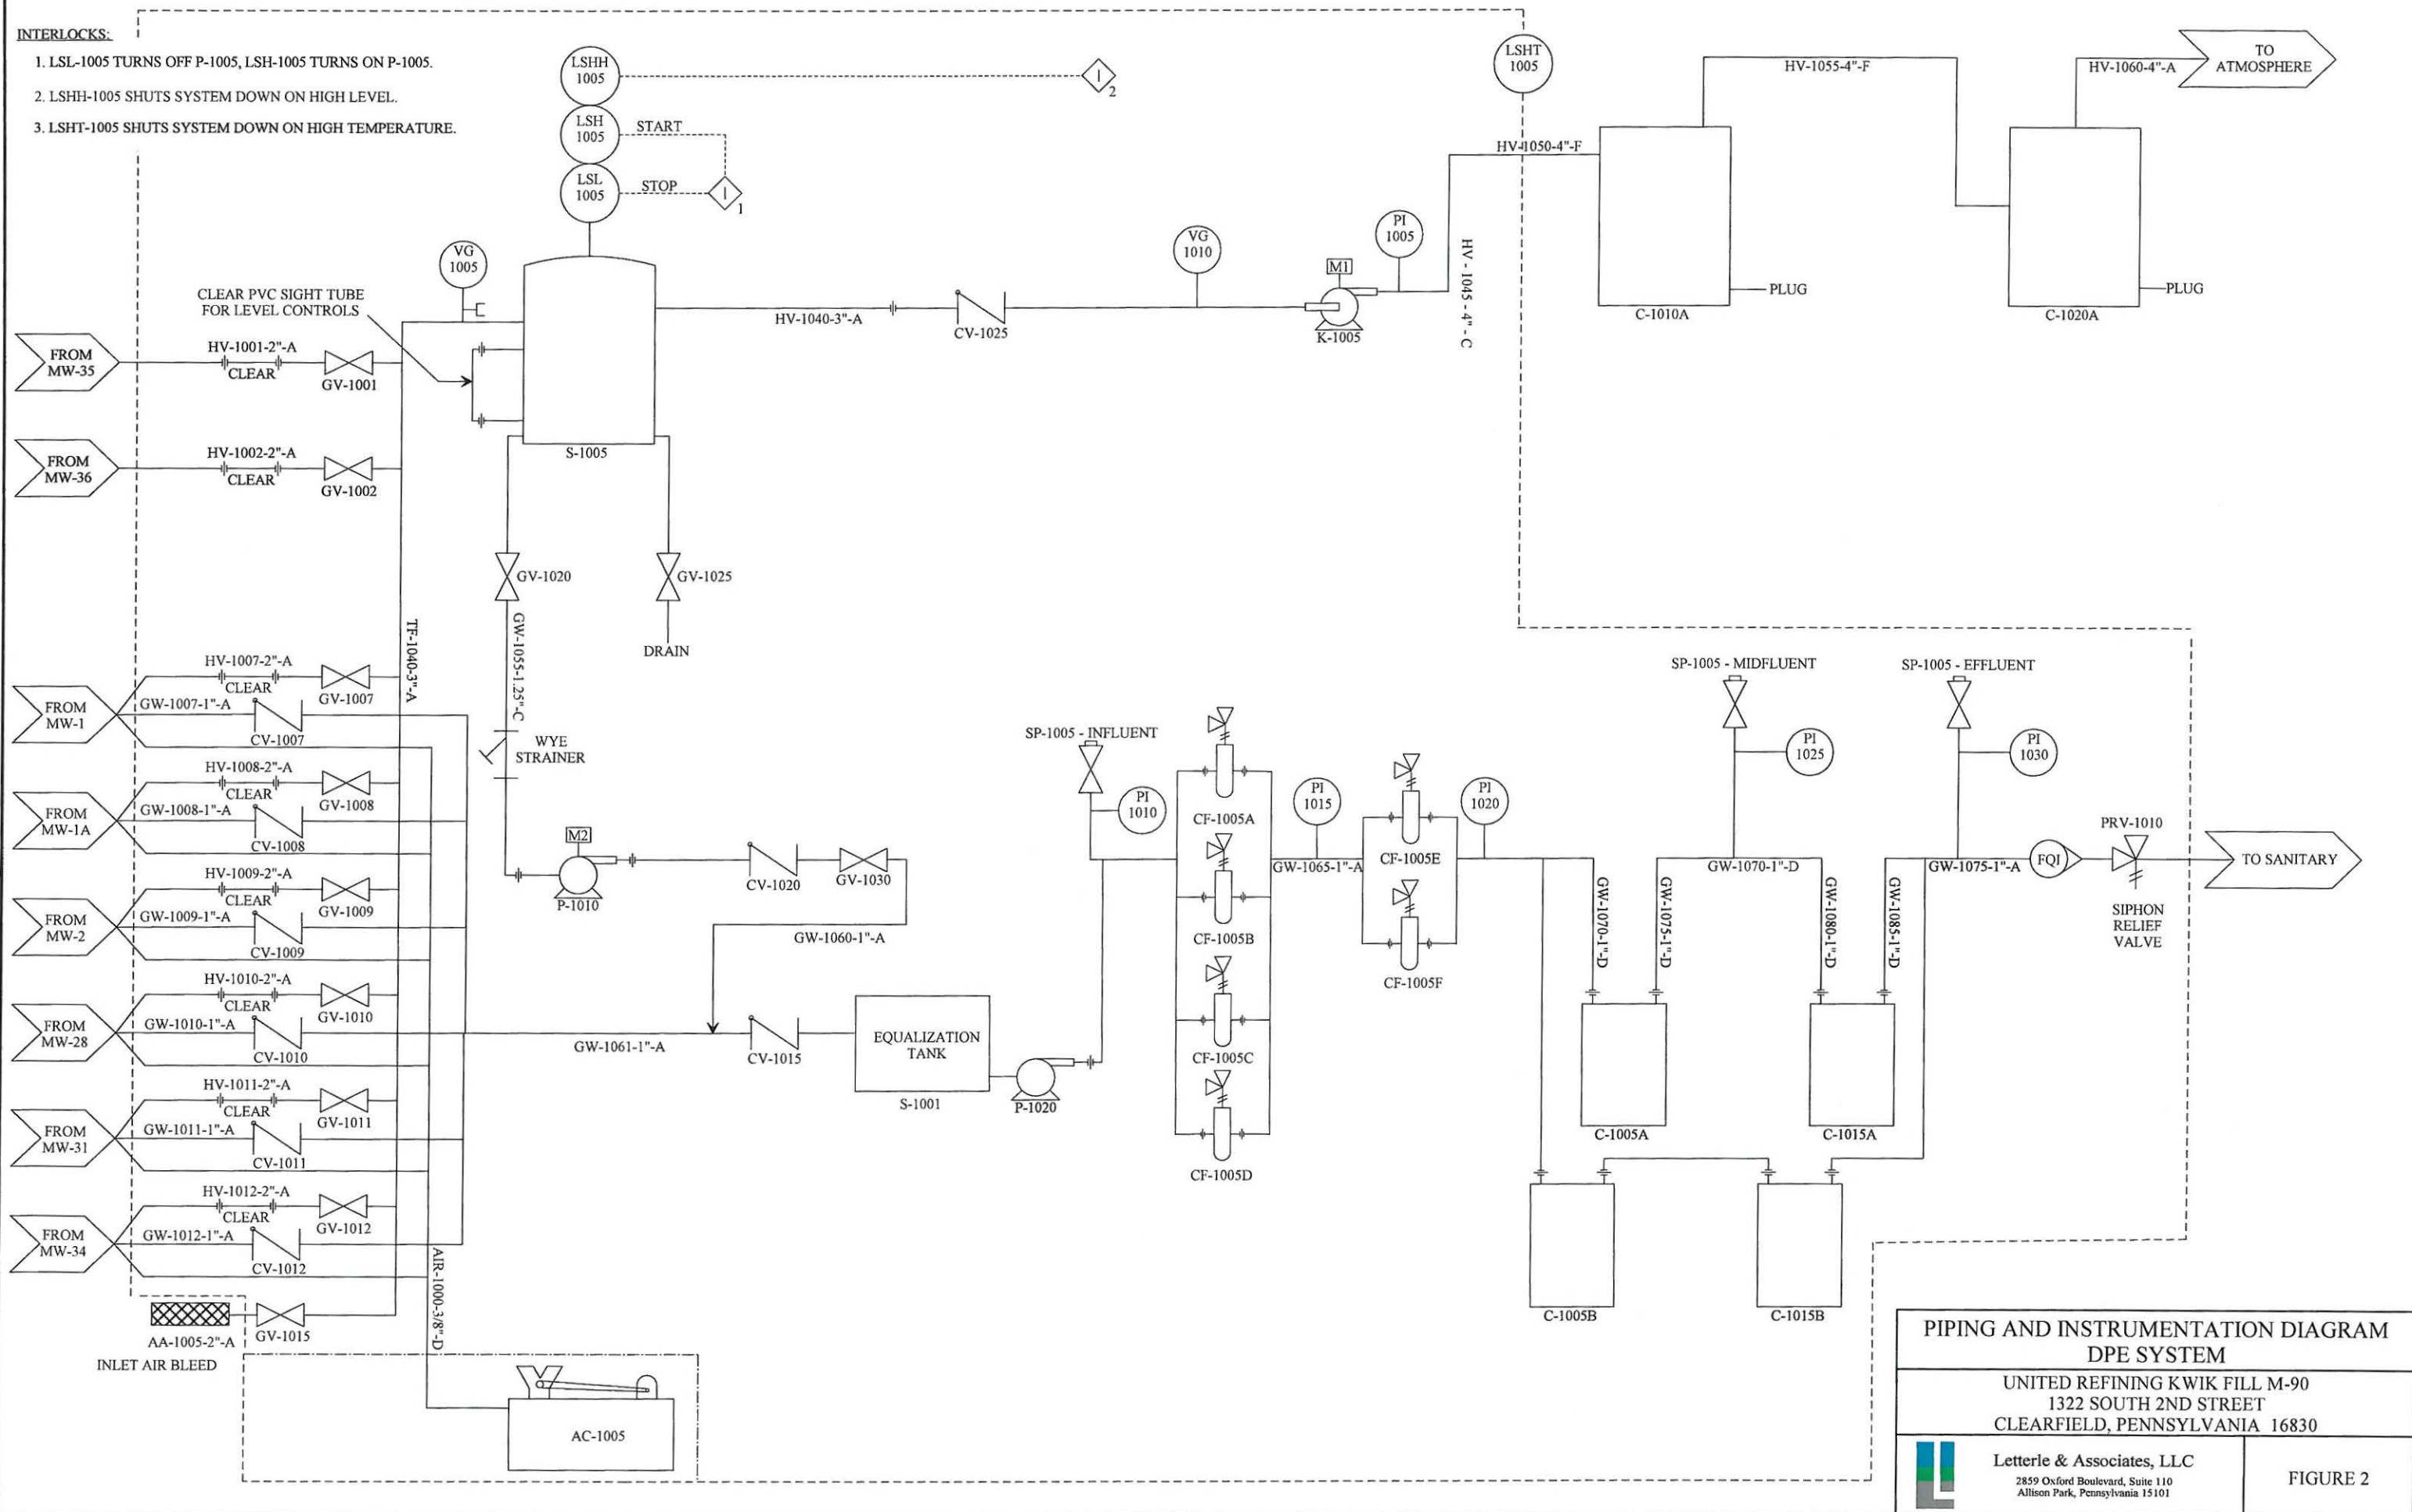 INTERLOCKS:
1. LSL-1005 TURNS OFF P-1005, LSH-1005 TURNS ON P-1005.
2. LSHH-1005 SHUTS SYSTEM DOWN ON HIGH LEVEL.
3. LSHT-1005 SHUTS SYSTEM DOWN ON HIGH TEMPERATURE.
LSHH
1005
I
2
LSH
1005
START
LSL
1005
STOP
I
1
LSHT
1005
HV-1055-4"-F
HV-1060-4"-A
TO
ATMOSPHERE
HV-1050-4"-F
PLUG
C-1010A
PLUG
C-1020A
VG
1005
CLEAR PVC SIGHT TUBE
FOR LEVEL CONTROLS
S-1005
HV-1040-3"-A
CV-1025
VG
1010
M1
K-1005
PI
1005
HV - 1045 - 4" - C
FROM
MW-35
HV-1001-2"-A
CLEAR
GV-1001
FROM
MW-36
HV-1002-2"-A
CLEAR
GV-1002
GV-1020
GV-1025
DRAIN
GW-1055-1.25"-C
TF-1040-3"-A
WYE
STRAINER
FROM
MW-1
HV-1007-2"-A
CLEAR
GV-1007
GW-1007-1"-A
CV-1007
FROM
MW-1A
HV-1008-2"-A
CLEAR
GV-1008
GW-1008-1"-A
CV-1008
FROM
MW-2
HV-1009-2"-A
CLEAR
GV-1009
GW-1009-1"-A
CV-1009
FROM
MW-28
HV-1010-2"-A
CLEAR
GV-1010
GW-1010-1"-A
CV-1010
FROM
MW-31
HV-1011-2"-A
CLEAR
GV-1011
GW-1011-1"-A
CV-1011
FROM
MW-34
HV-1012-2"-A
CLEAR
GV-1012
GW-1012-1"-A
CV-1012
AA-1005-2"-A
GV-1015
INLET AIR BLEED
AIR-1000-3/8"-D
AC-1005
M2
P-1010
CV-1020
GV-1030
GW-1060-1"-A
GW-1061-1"-A
CV-1015
EQUALIZATION
TANK
S-1001
P-1020
SP-1005 - INFLUENT
PI
1010
CF-1005A
CF-1005B
CF-1005C
CF-1005D
PI
1015
GW-1065-1"-A
CF-1005E
CF-1005F
PI
1020
SP-1005 - MIDFLUENT
PI
1025
SP-1005 - EFFLUENT
PI
1030
GW-1070-1"-D
GW-1075-1"-D
GW-1070-1"-D
GW-1080-1"-D
GW-1085-1"-D
GW-1075-1"-A
FQI
PRV-1010
SIPHON
RELIEF
VALVE
TO SANITARY
C-1005A
C-1015A
C-1005B
C-1015B
PIPING AND INSTRUMENTATION DIAGRAM
DPE SYSTEM
UNITED REFINING KWIK FILL M-90
1322 SOUTH 2ND STREET
CLEARFIELD, PENNSYLVANIA 16830
Letterle & Associates, LLC
2859 Oxford Boulevard, Suite 110
Allison Park, Pennsylvania 15101
FIGURE 2